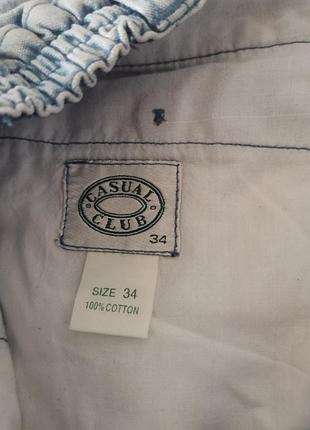 CASUAL
CLUB
34
SIZE 34
100% COTTON